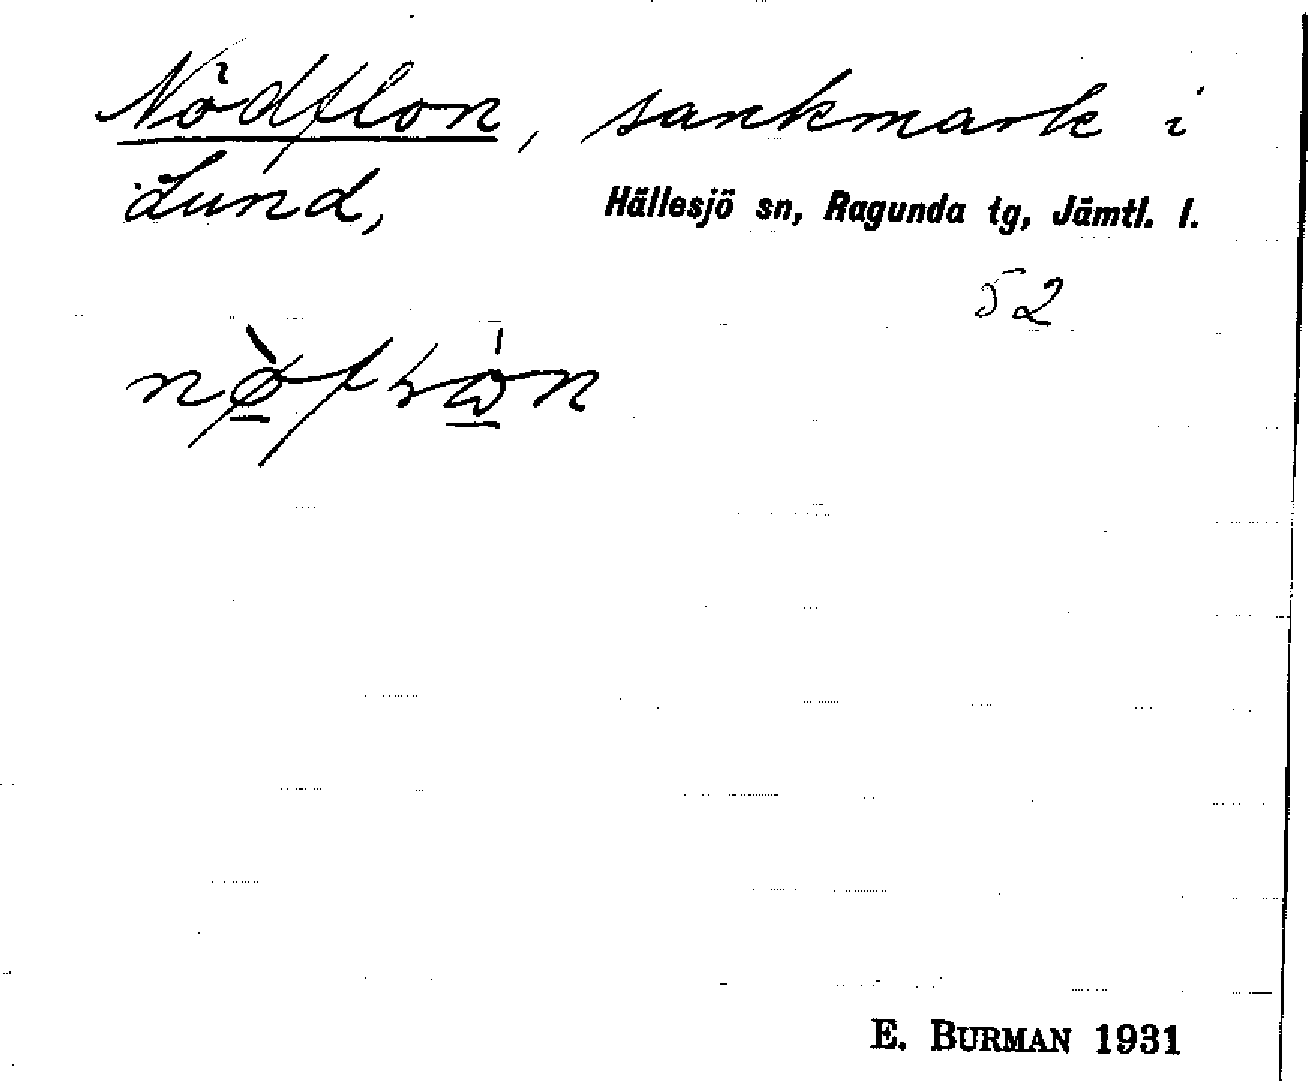 Nödflon, sankmark i
Lund, Hällesjö sn, Ragunda tg, Jämtl. l.
52
E. BURMAN 1931